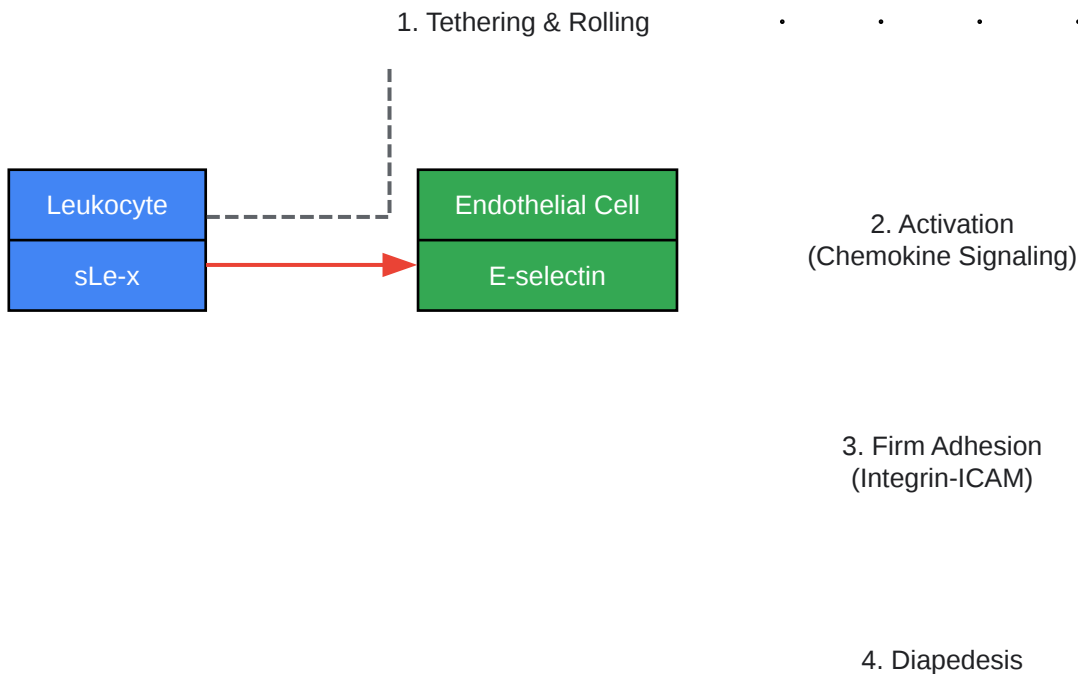 1. Tethering & Rolling
Leukocyte
sLe-x
Endothelial Cell
E-selectin
2. Activation
(Chemokine Signaling)
3. Firm Adhesion
(Integrin-ICAM)
4. Diapedesis